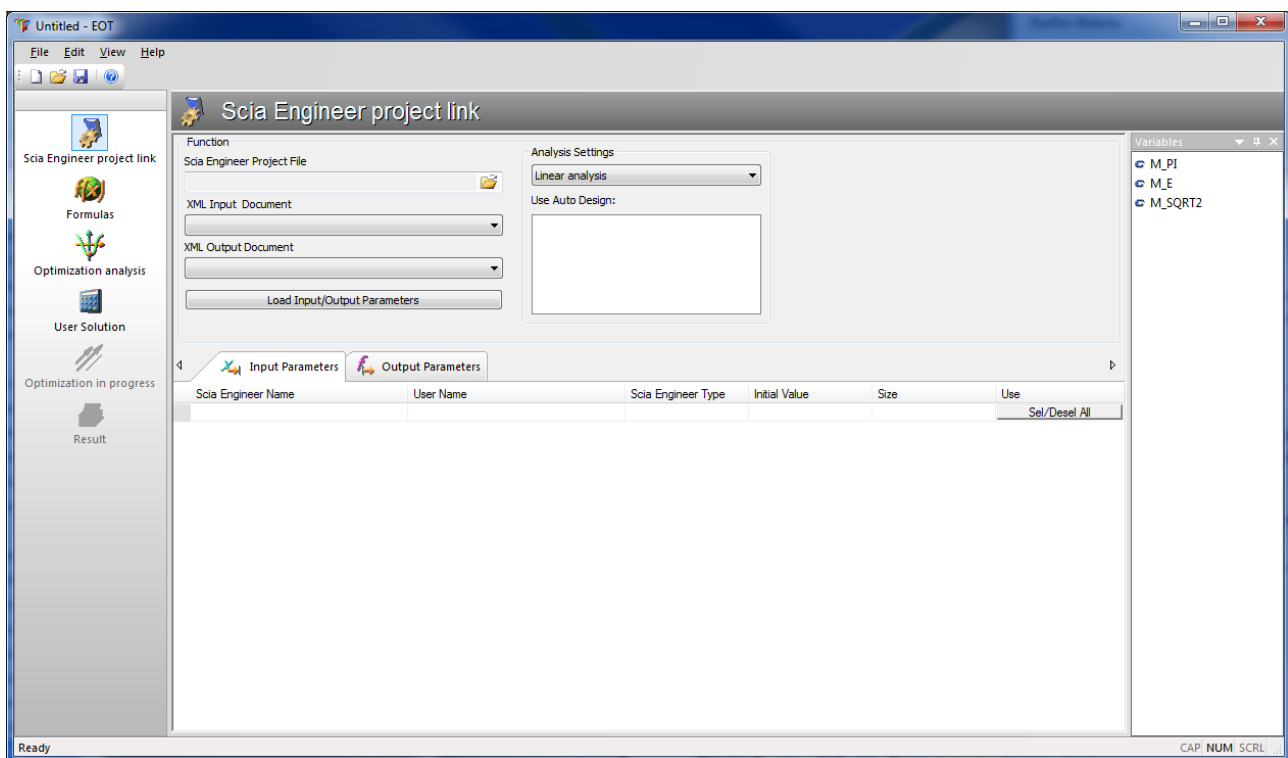 Untitled - EOT
File Edit View Help
Scia Engineer project link
Scia Engineer project link
Formulas
Optimization analysis
User Solution
Optimization in progress
Result
Function
Scia Engineer Project File
XML Input Document
XML Output Document
Load Input/Output Parameters
Analysis Settings
Linear analysis
Use Auto Design:
Input Parameters Output Parameters
Scia Engineer Name User Name Scia Engineer Type Initial Value Size Use
Sel/Desel All
Variables
M_PI
M_E
M_SQRT2
Ready CAP NUM SCRL